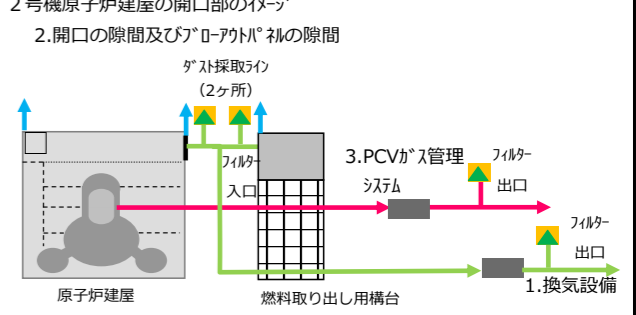 ２号機原子炉建屋の開口部のｲﾒｰｼﾞ
2.開口の隙間及びﾌﾞﾛｰｱｳﾄﾊﾟﾈﾙの隙間
ﾀﾞｽﾄ採取ﾗｲﾝ
（2ヶ所）
ﾌｨﾙﾀｰ
入口
3.PCVｶﾞｽ管理
ｼｽﾃﾑ
ﾌｨﾙﾀｰ
出口
ﾌｨﾙﾀｰ
出口
1.換気設備
原子炉建屋
燃料取り出し用構台